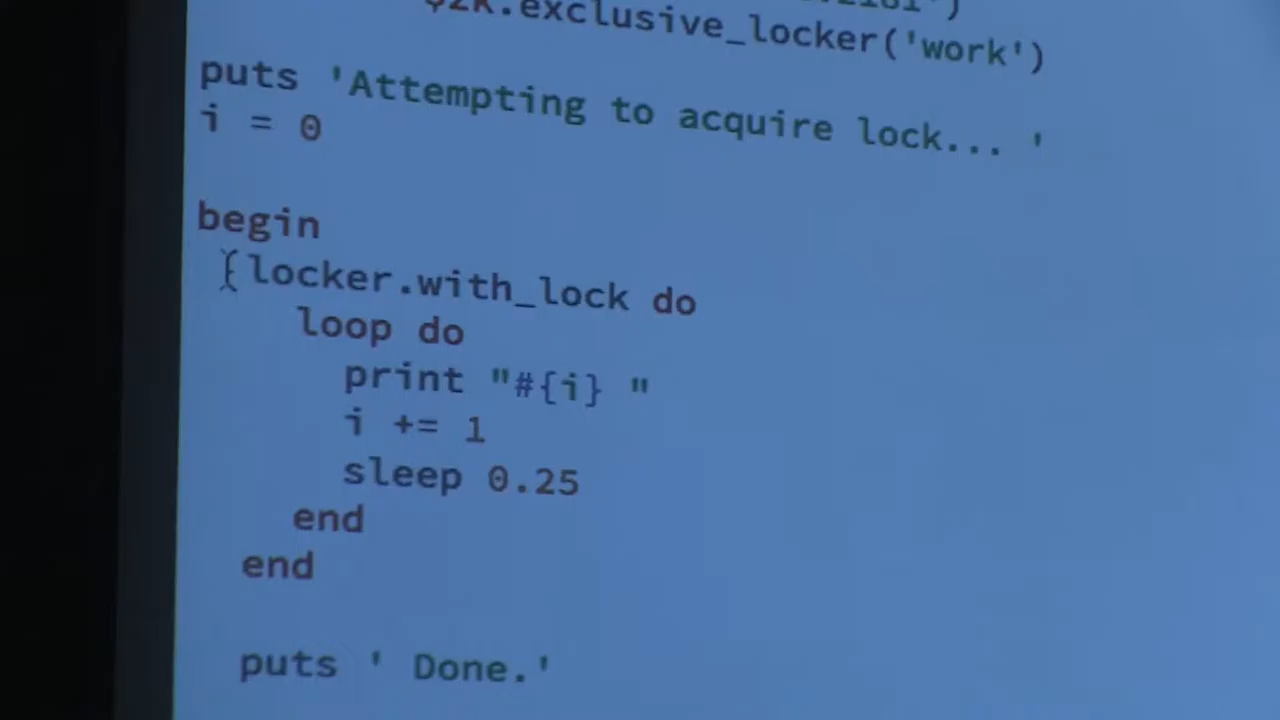 $zk.exclusive_locker('work')
puts 'Attempting to acquire lock... '
i = 0
begin
locker.with_lock do
loop do
print "#{i} "
i += 1
sleep 0.25
end
end
puts ' Done.'